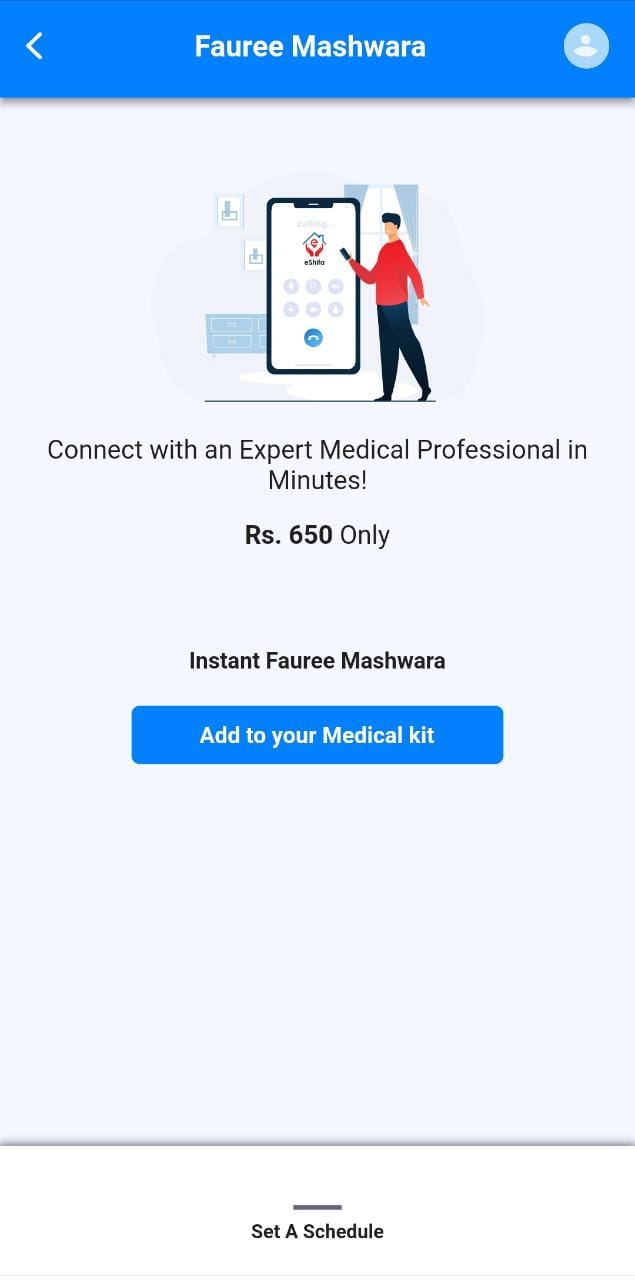 Fauree Mashwara
calling...
eShifa
Connect with an Expert Medical Professional in
Minutes!
Rs. 650 Only
Instant Fauree Mashwara
Add to your Medical kit
Set A Schedule